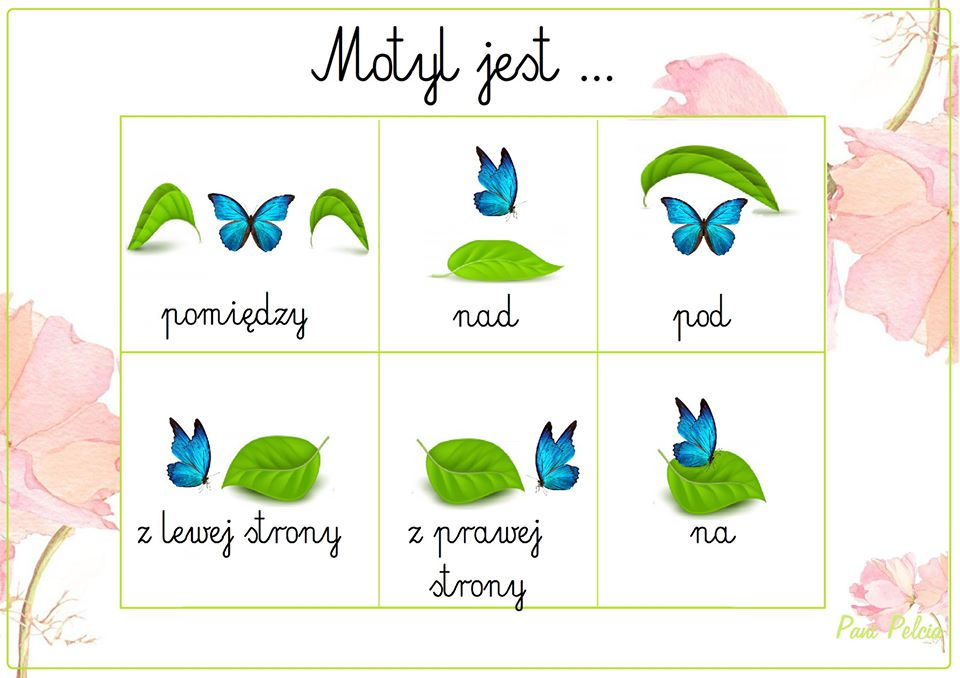 Motyl jest ...
pomiędzy
nad
pod
z lewej strony
z prawej
strony
na
Pani Pelcia